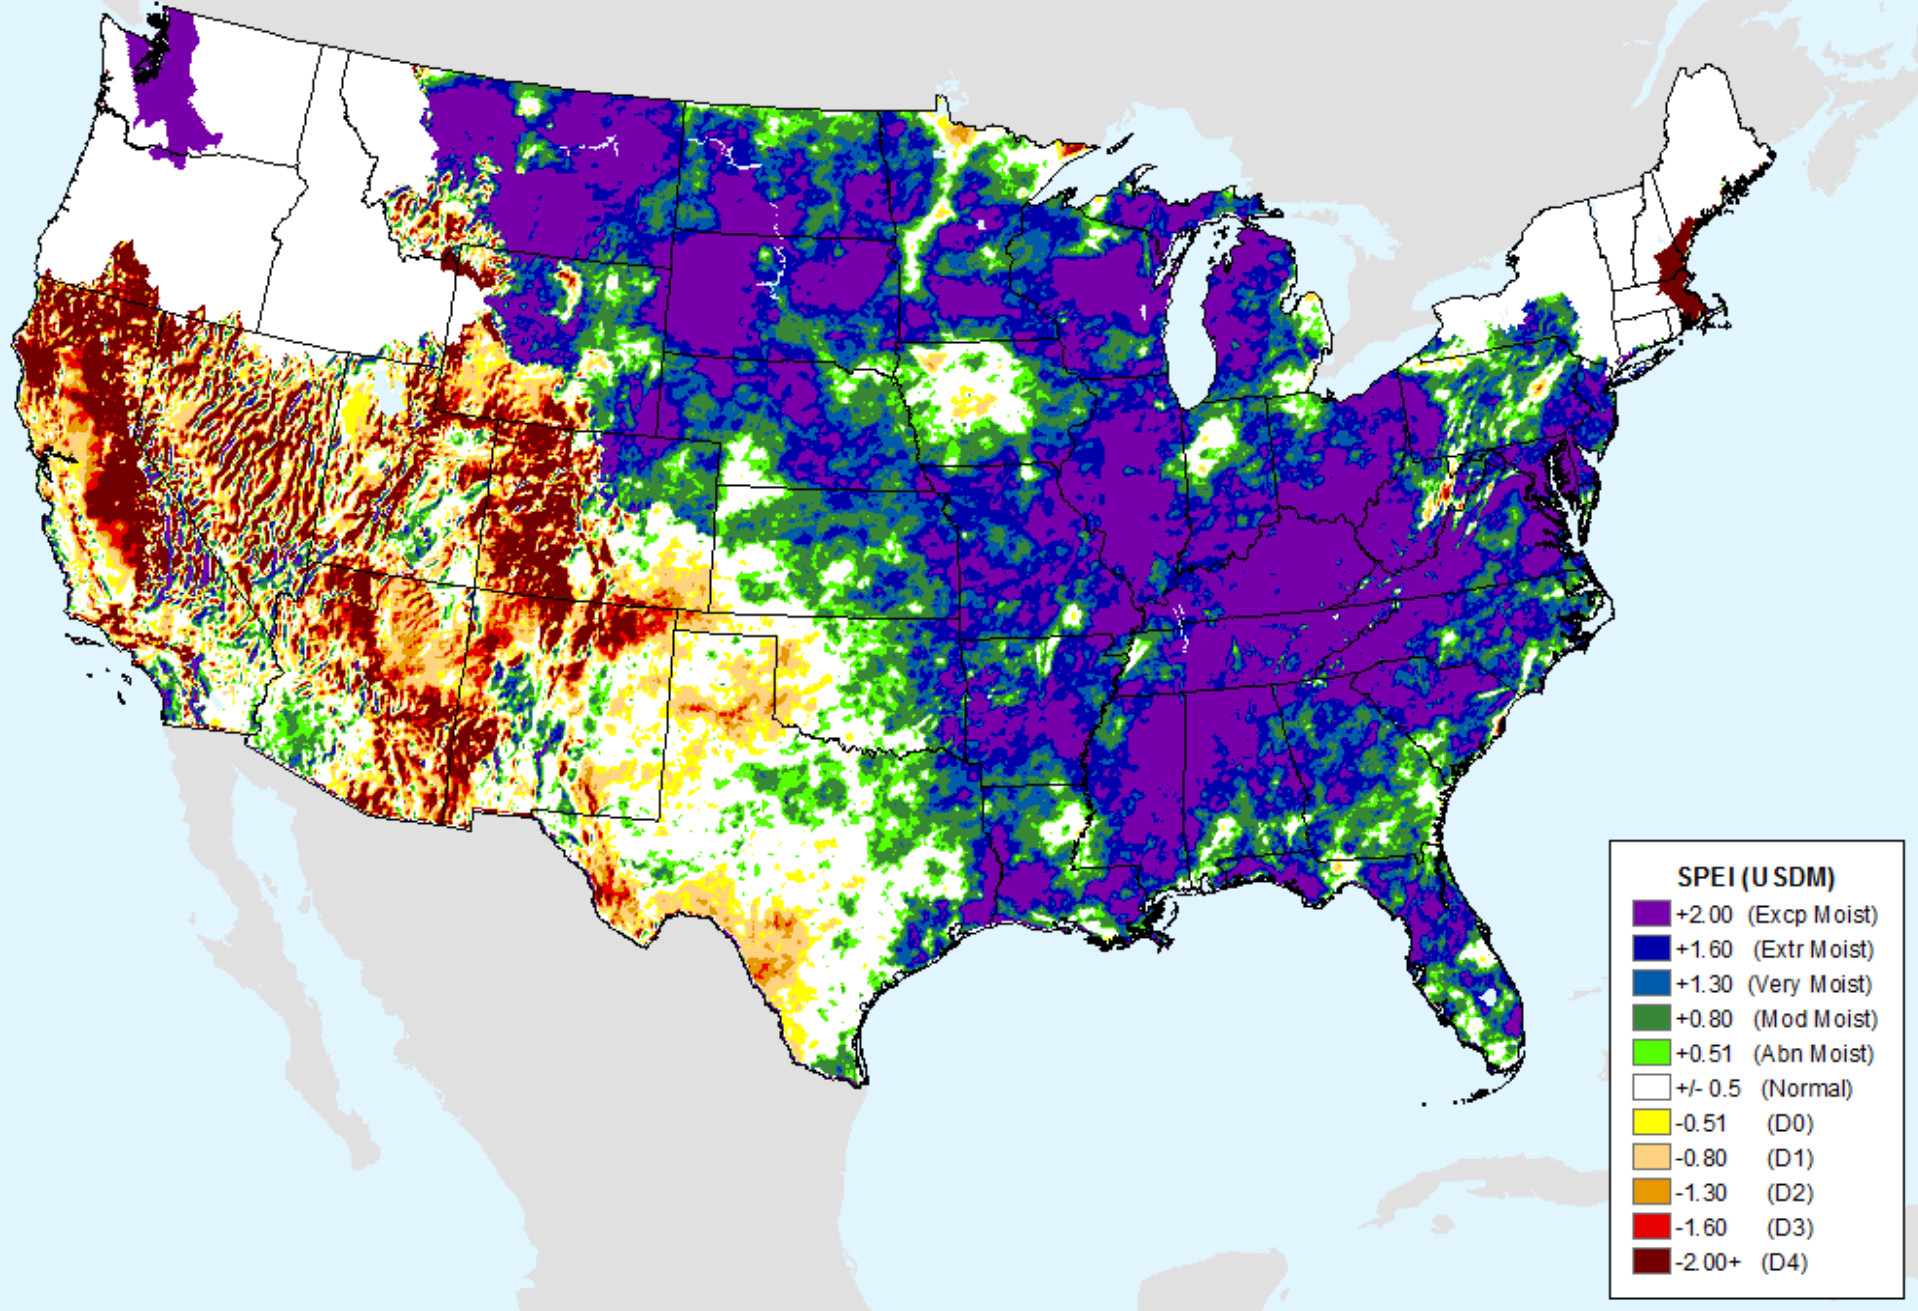 SPEI (USDM)
+2.00 (Excp Moist)
+1.60 (Extr Moist)
+1.30 (Very Moist)
+0.80 (Mod Moist)
+0.51 (Abn Moist)
+/- 0.5 (Normal)
-0.51 (D0)
-0.80 (D1)
-1.30 (D2)
-1.60 (D3)
-2.00+ (D4)